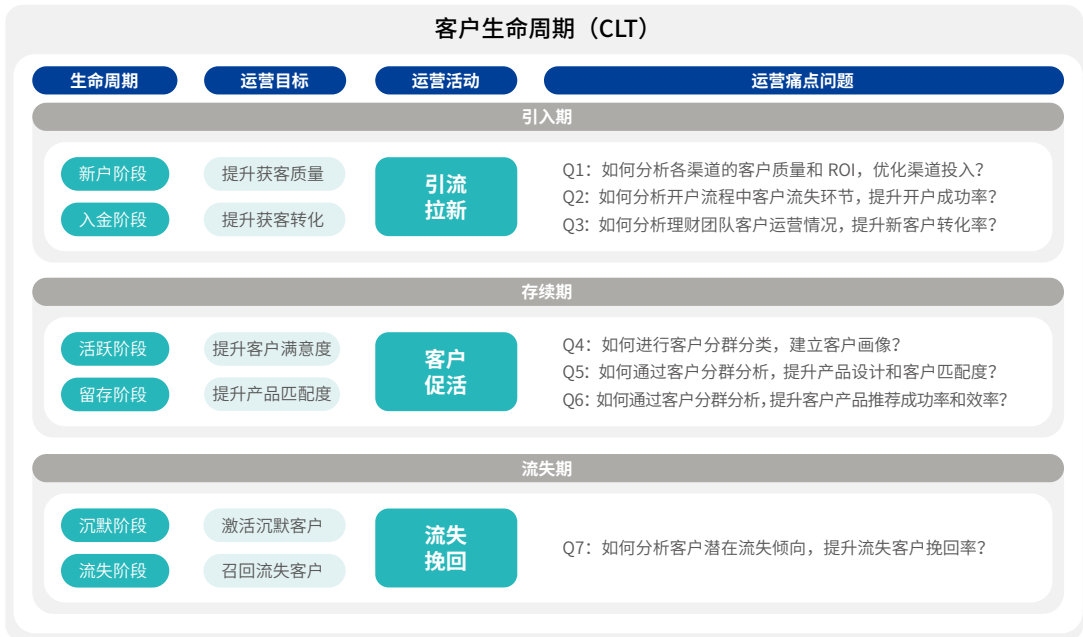 客户生命周期（CLT）
生命周期
运营目标
运营活动
运营痛点问题
引入期
新户阶段
提升获客质量
入金阶段
提升获客转化
引流
拉新
Q1：如何分析各渠道的客户质量和 ROI，优化渠道投入？
Q2：如何分析开户流程中客户流失环节，提升开户成功率？
Q3：如何分析理财团队客户运营情况，提升新客户转化率？
存续期
活跃阶段
提升客户满意度
留存阶段
提升产品匹配度
客户
促活
Q4：如何进行客户分群分类，建立客户画像？
Q5：如何通过客户分群分析，提升产品设计和客户匹配度？
Q6：如何通过客户分群分析，提升客户产品推荐成功率和效率？
流失期
沉默阶段
激活沉默客户
流失阶段
召回流失客户
流失
挽回
Q7：如何分析客户潜在流失倾向，提升流失客户挽回率？